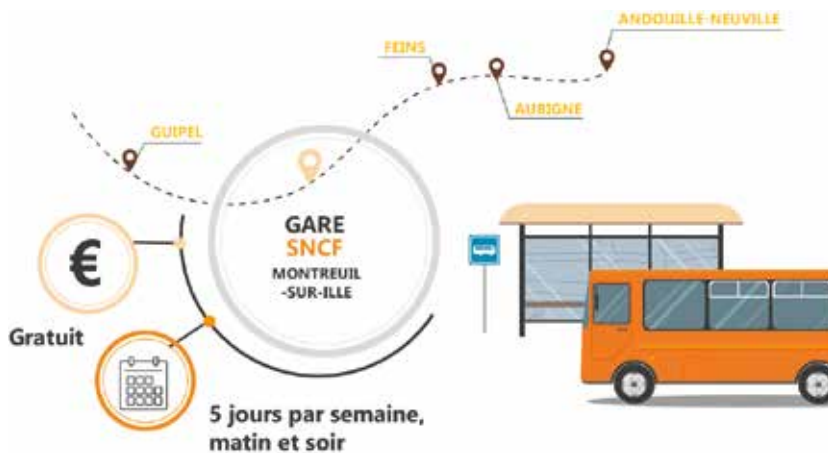 ANDOUILLE-NEUVILLE
FEINS
AUBIGNE
GUIPEL
GARE
SNCF
MONTREUIL
-SUR-ILLE
€
Gratuit
5 jours par semaine,
matin et soir